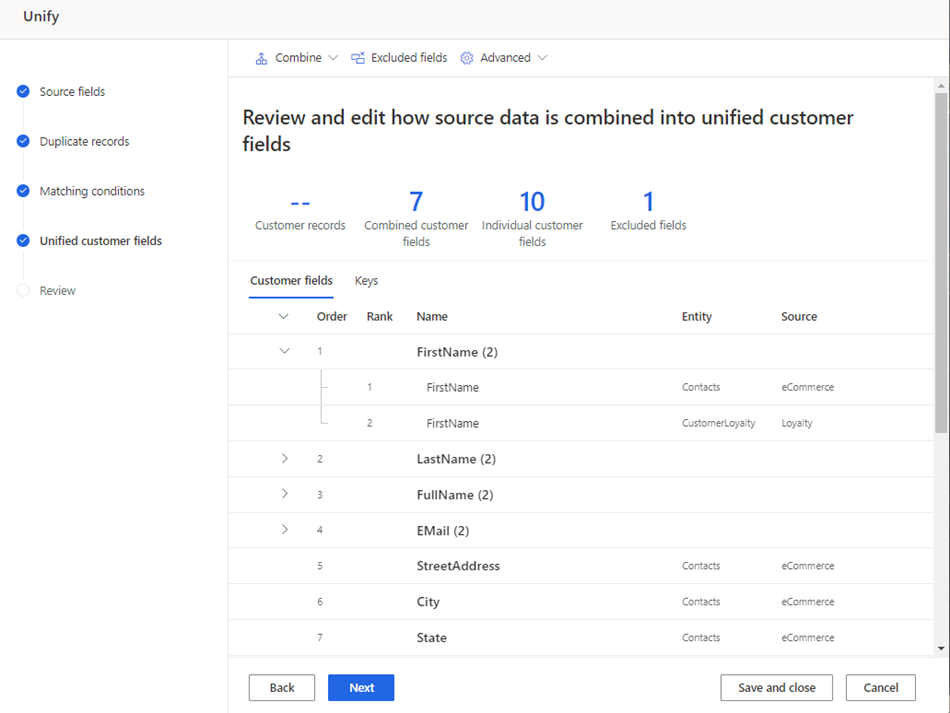 Unify
Source fields
Duplicate records
Matching conditions
Unified customer fields
Review
Combine Excluded fields Advanced
Review and edit how source data is combined into unified customer
fields
-- 7 10 1
Customer records Combined customer Individual customer Excluded fields
fields fields
Customer fields Keys
Order Rank Name Entity Source
1 FirstName (2)
1 FirstName Contacts eCommerce
2 FirstName CustomerLoyalty Loyalty
2 LastName (2)
3 FullName (2)
4 EMail (2)
5 StreetAddress Contacts eCommerce
6 City Contacts eCommerce
7 State Contacts eCommerce
Back Next Save and close Cancel